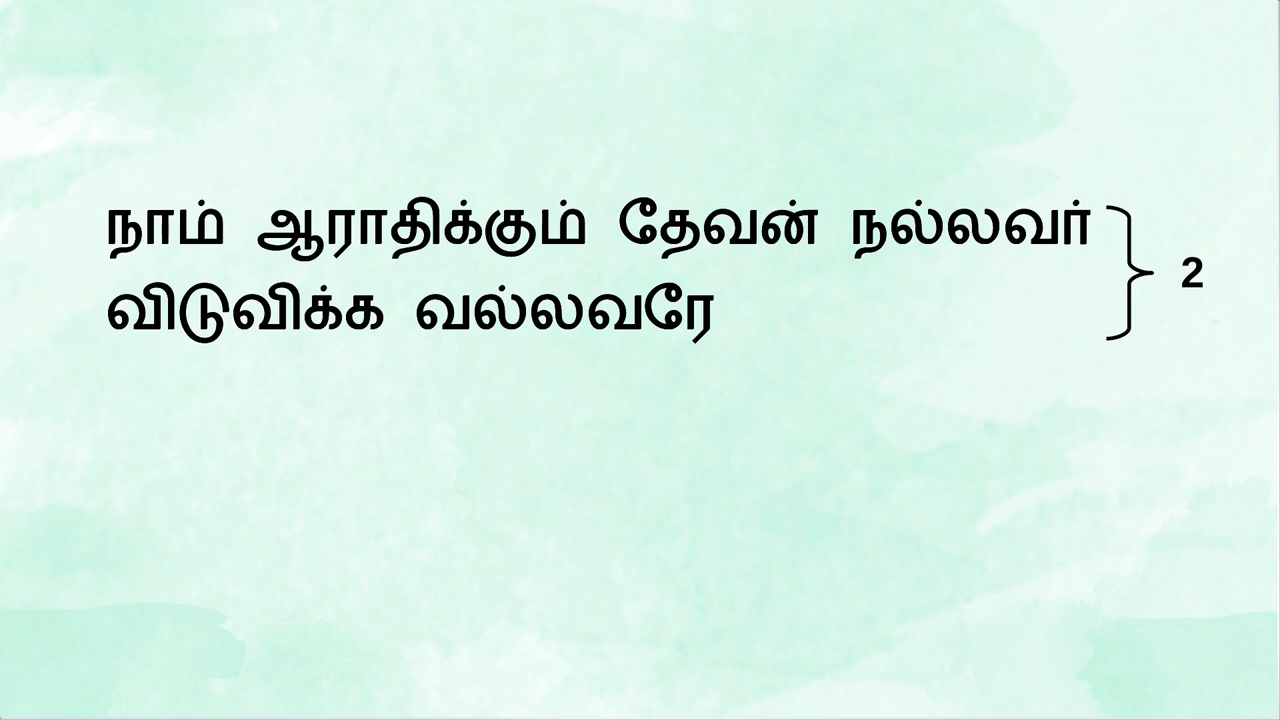 நாம் ஆராதிக்கும் தேவன் நல்லவர்
விடுவிக்க வல்லவரே
2